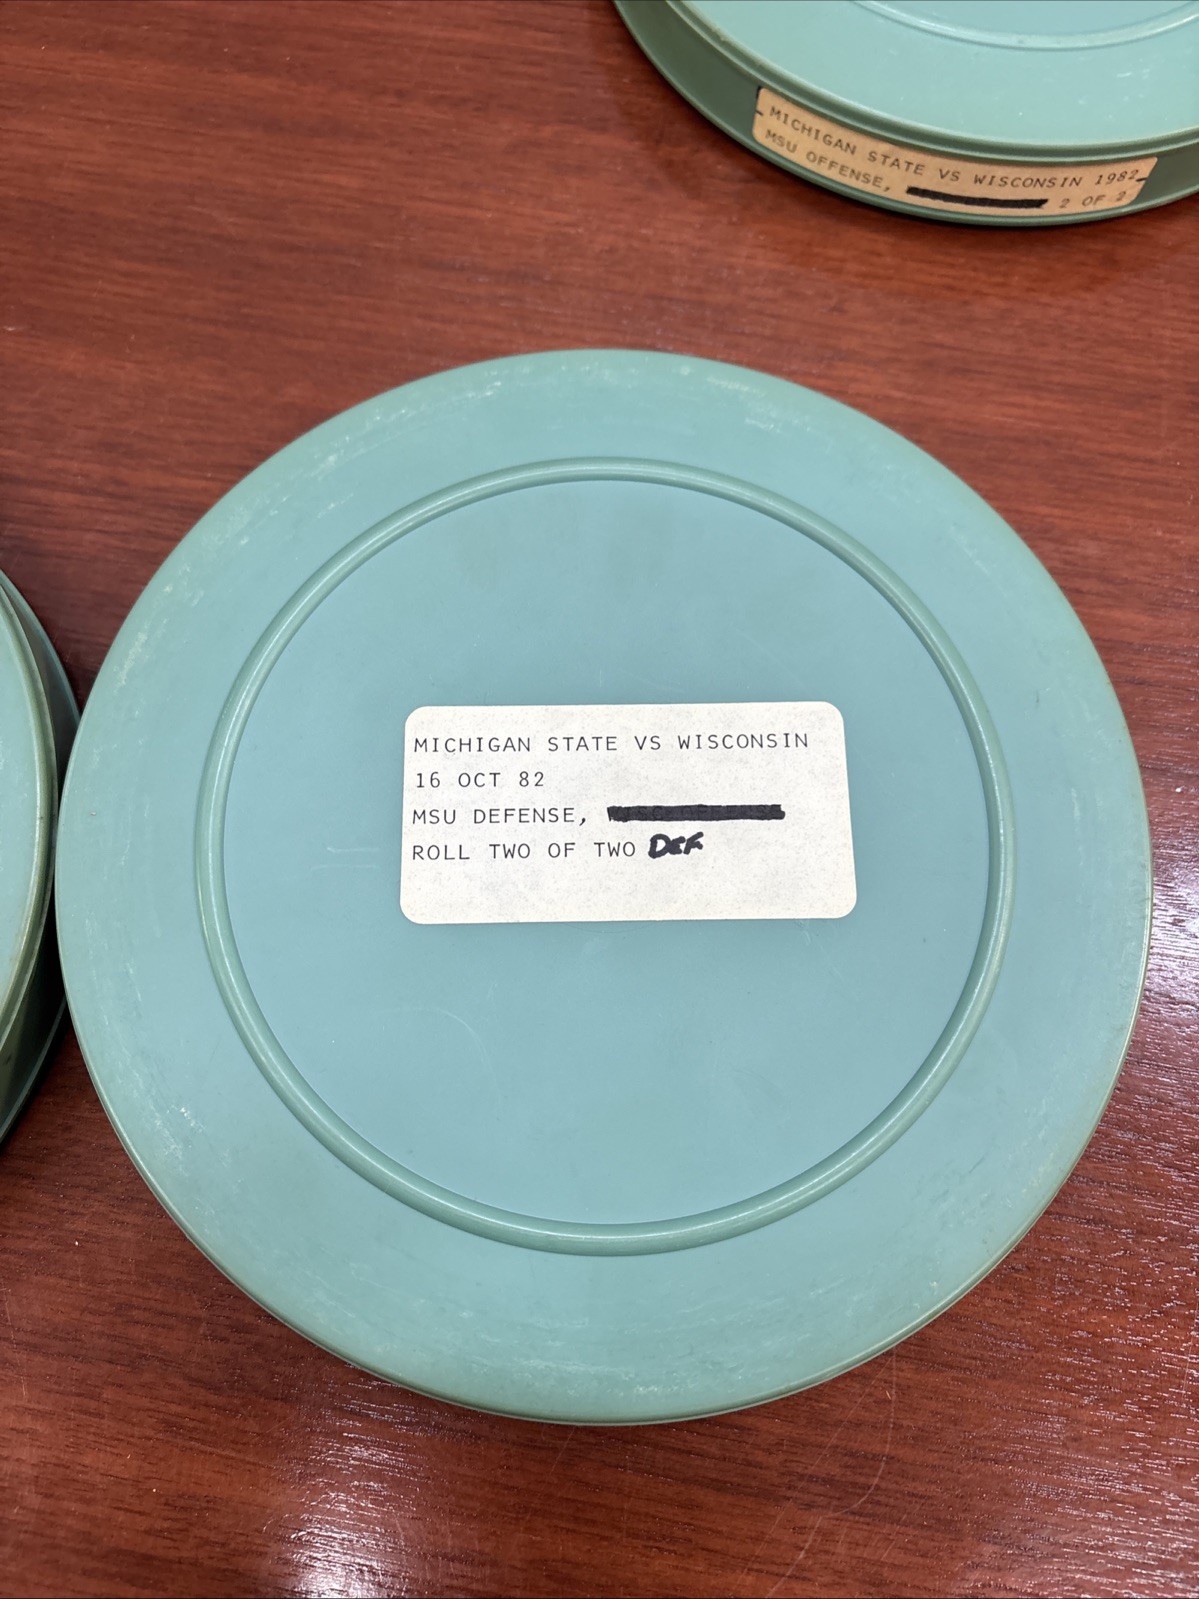 MICHIGAN STATE VS WISCONSIN 1982
MSU OFFENSE, 2 OF 2
MICHIGAN STATE VS WISCONSIN
16 OCT 82
MSU DEFENSE,
ROLL TWO OF TWO DEF